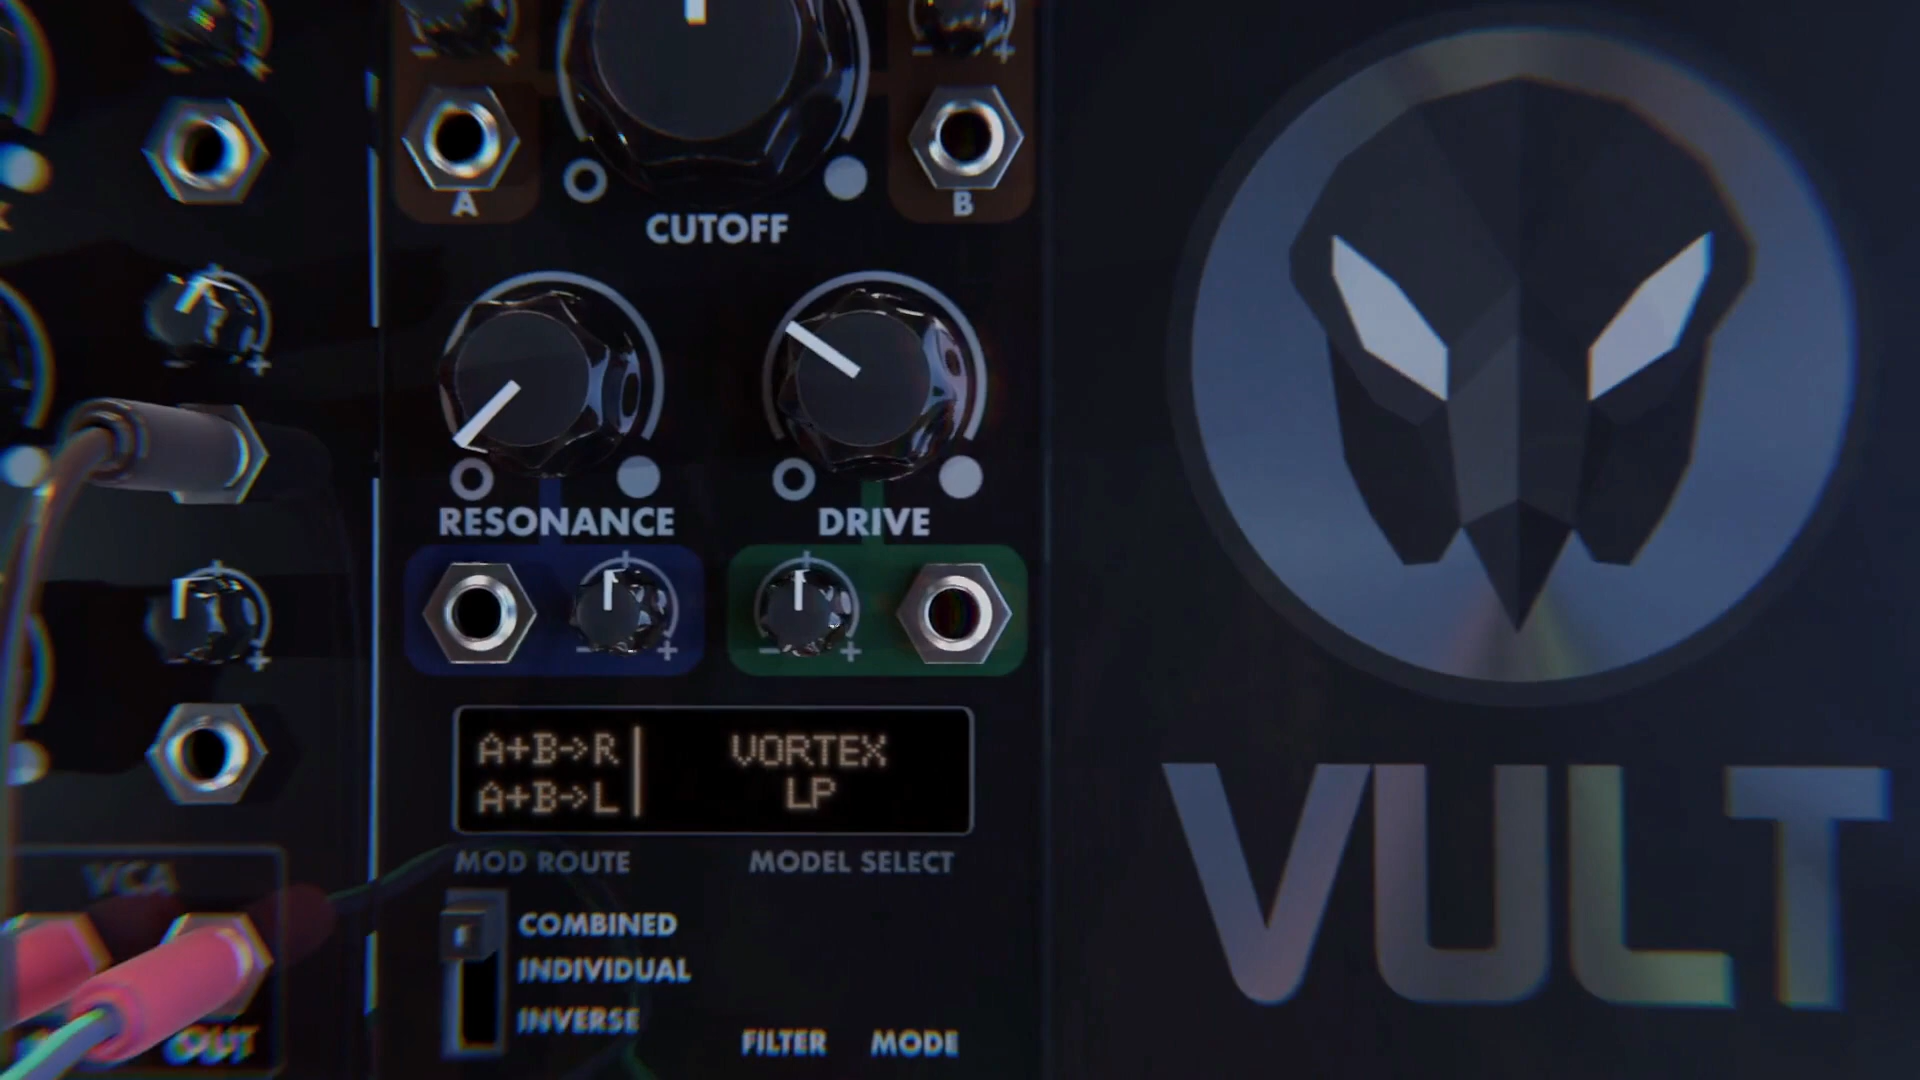 A
B
CUTOFF
RESONANCE
DRIVE
- +
- +
A+B->R
A+B->L
VORTEX
LP
MOD ROUTE
MODEL SELECT
COMBINED
INDIVIDUAL
INVERSE
FILTER
MODE
VCA
OUT
VULT